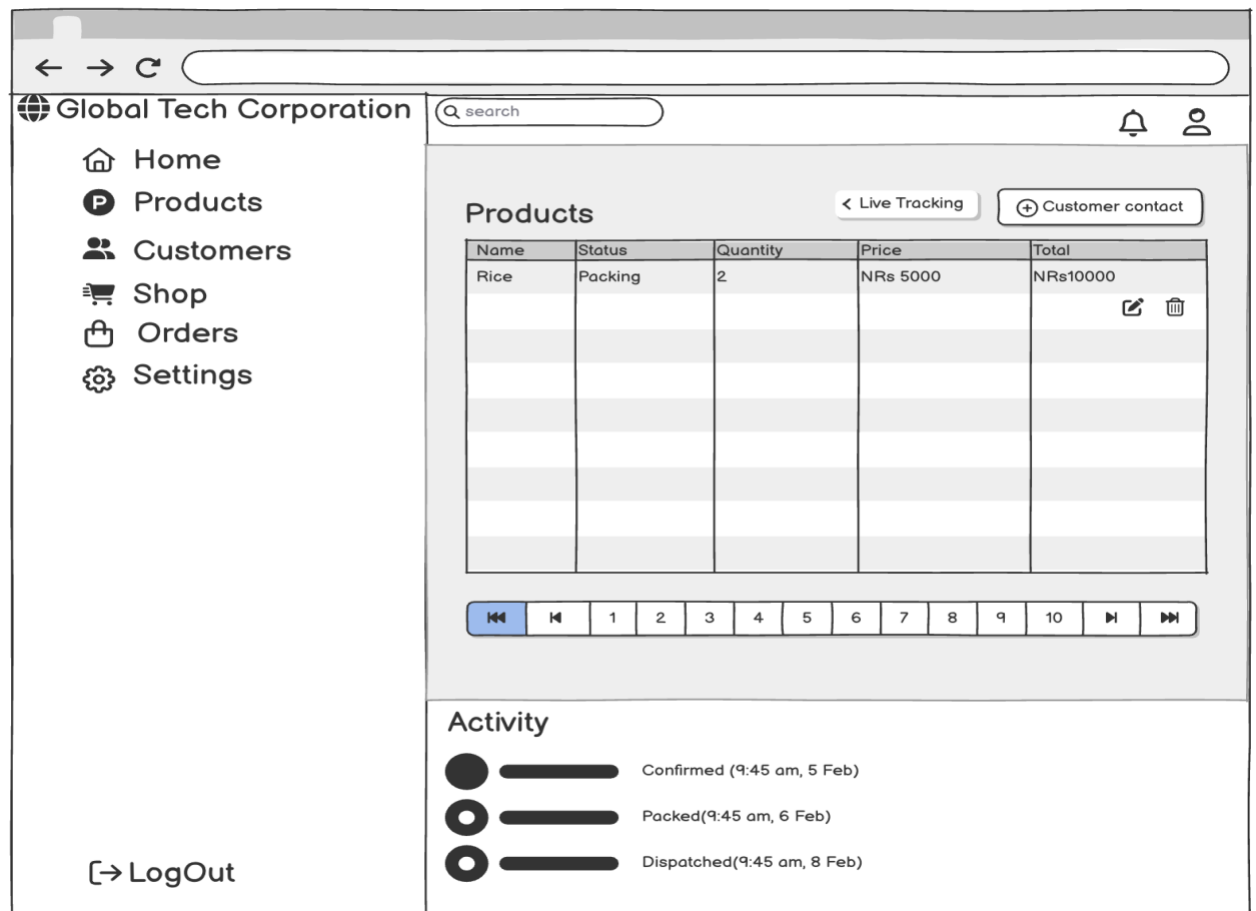 Global Tech Corporation
search
Home
Products
Customers
Shop
Orders
Settings
LogOut
Products
Live Tracking
Customer contact
Name Status Quantity Price Total
Rice Packing 2 NRs 5000 NRs10000
1 2 3 4 5 6 7 8 9 10
Activity
Confirmed (9:45 am, 5 Feb)
Packed(9:45 am, 6 Feb)
Dispatched(9:45 am, 8 Feb)